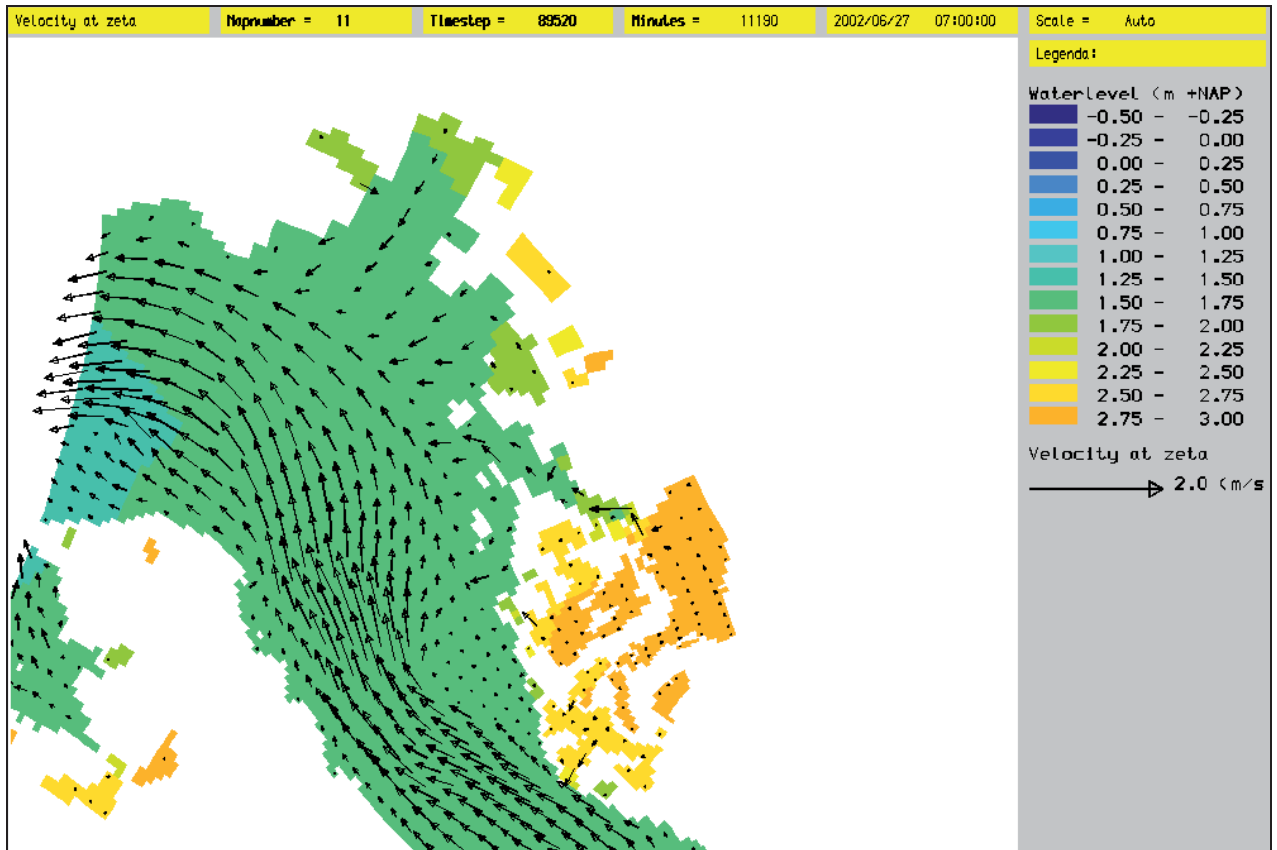 Velocity at zeta Mapnumber = 11 Timestep = 89520 Minutes = 11190 2002/06/27 07:00:00 Scale = Auto
Legenda:
Waterlevel (m +NAP)
-0.50 - -0.25
-0.25 - 0.00
0.00 - 0.25
0.25 - 0.50
0.50 - 0.75
0.75 - 1.00
1.00 - 1.25
1.25 - 1.50
1.50 - 1.75
1.75 - 2.00
2.00 - 2.25
2.25 - 2.50
2.50 - 2.75
2.75 - 3.00
Velocity at zeta
2.0 (m/s